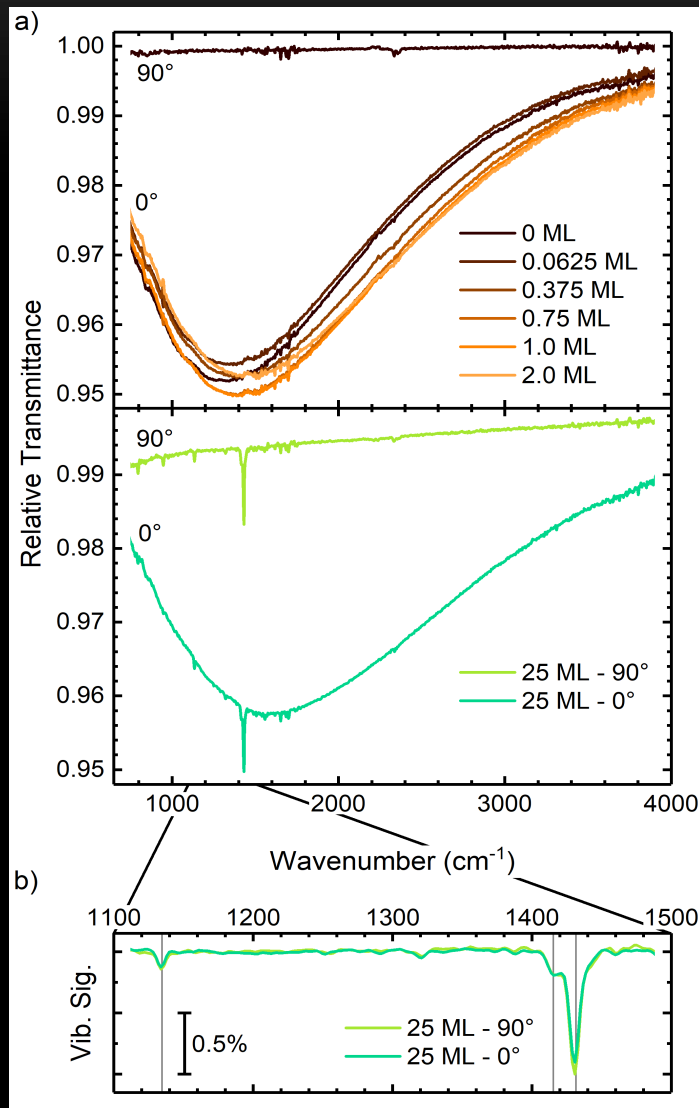 a)
1.00
90°
0.99
0.98
0°
0.97
0.96
0.95
0 ML
0.0625 ML
0.375 ML
0.75 ML
1.0 ML
2.0 ML
Relative Transmittance
90°
0.99
0°
0.98
0.97
0.96
0.95
25 ML - 90°
25 ML - 0°
1000 2000 3000 4000
Wavenumber (cm⁻¹)
b)
1100 1200 1300 1400 1500
Vib. Sig.
0.5%
25 ML - 90°
25 ML - 0°